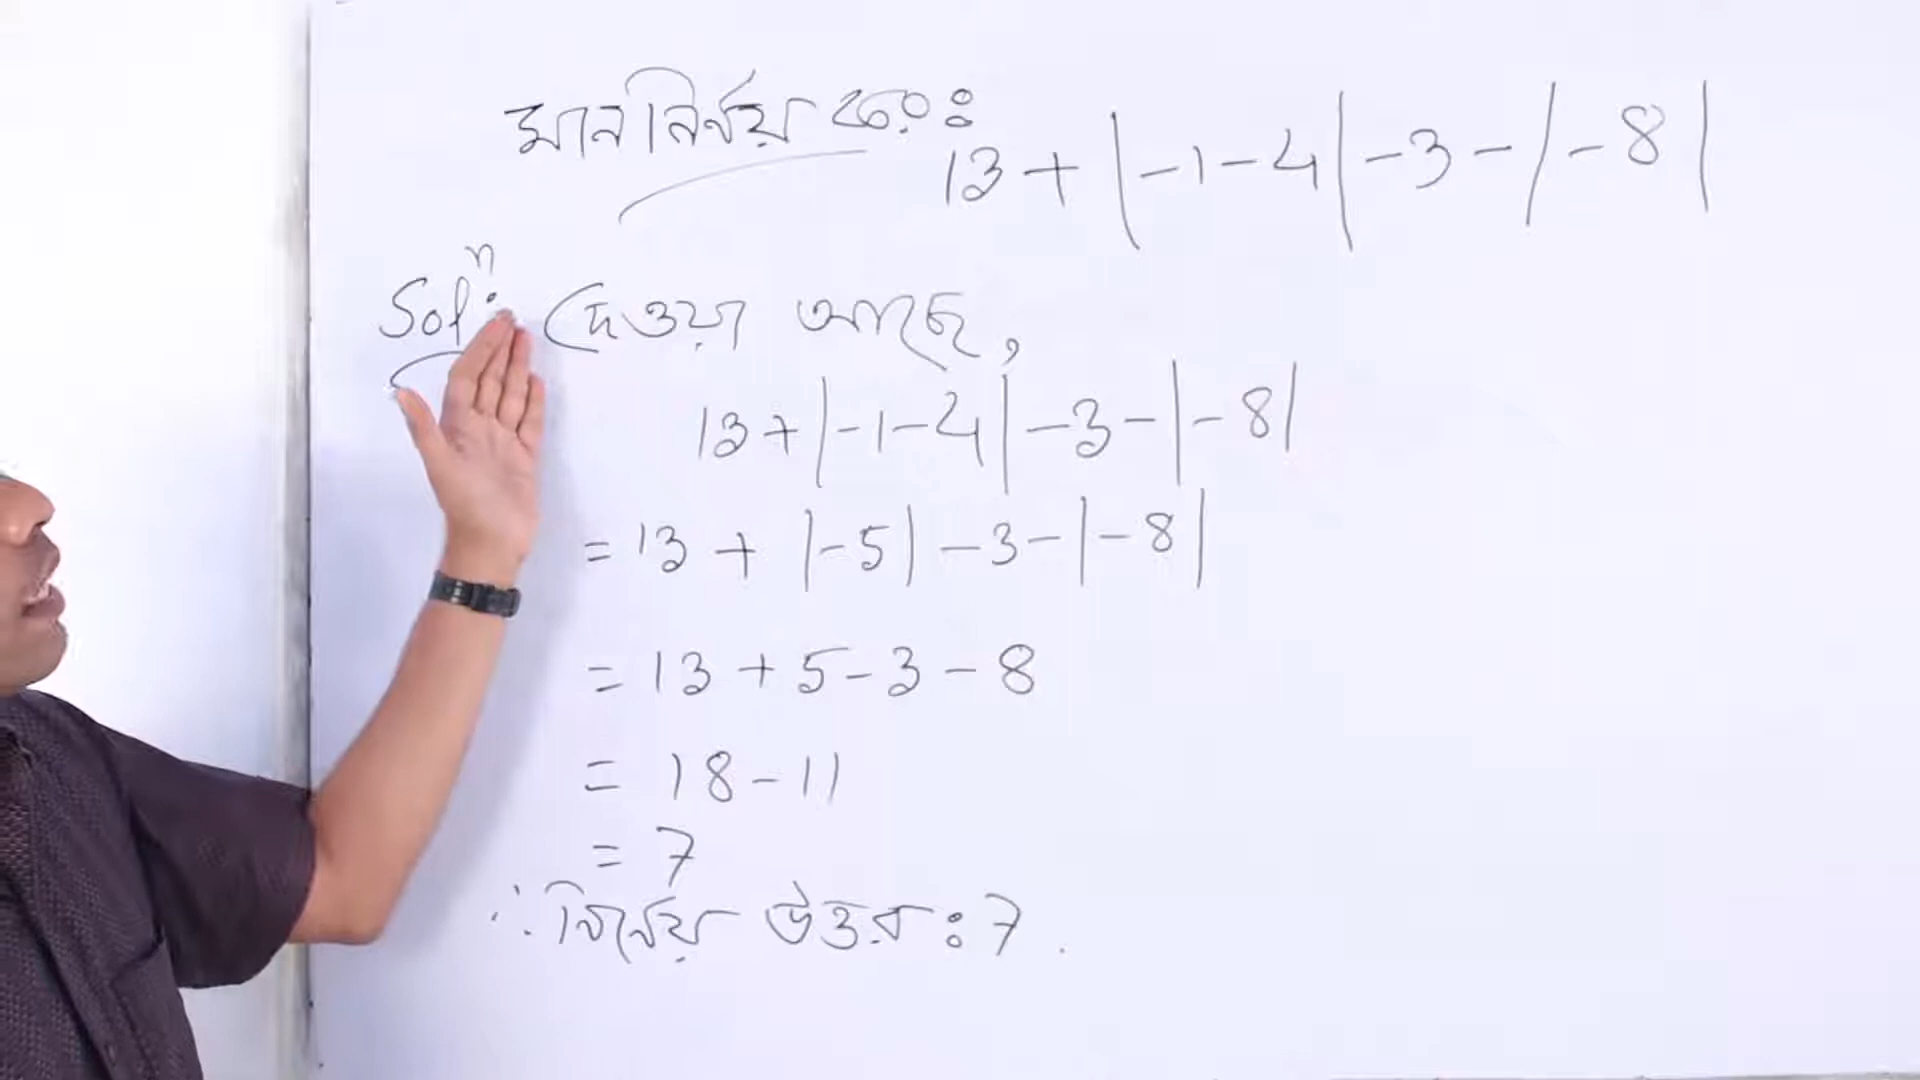 মান নির্ণয় করো:
13 + |-1-4| -3 - |-8|
Solⁿ: দেওয়া আছে,
13 + |-1-4| -3 - |-8|
= 13 + |-5| -3 - |-8|
= 13 + 5 - 3 - 8
= 18 - 11
= 7
∴ নির্ণেয় উত্তর: 7.